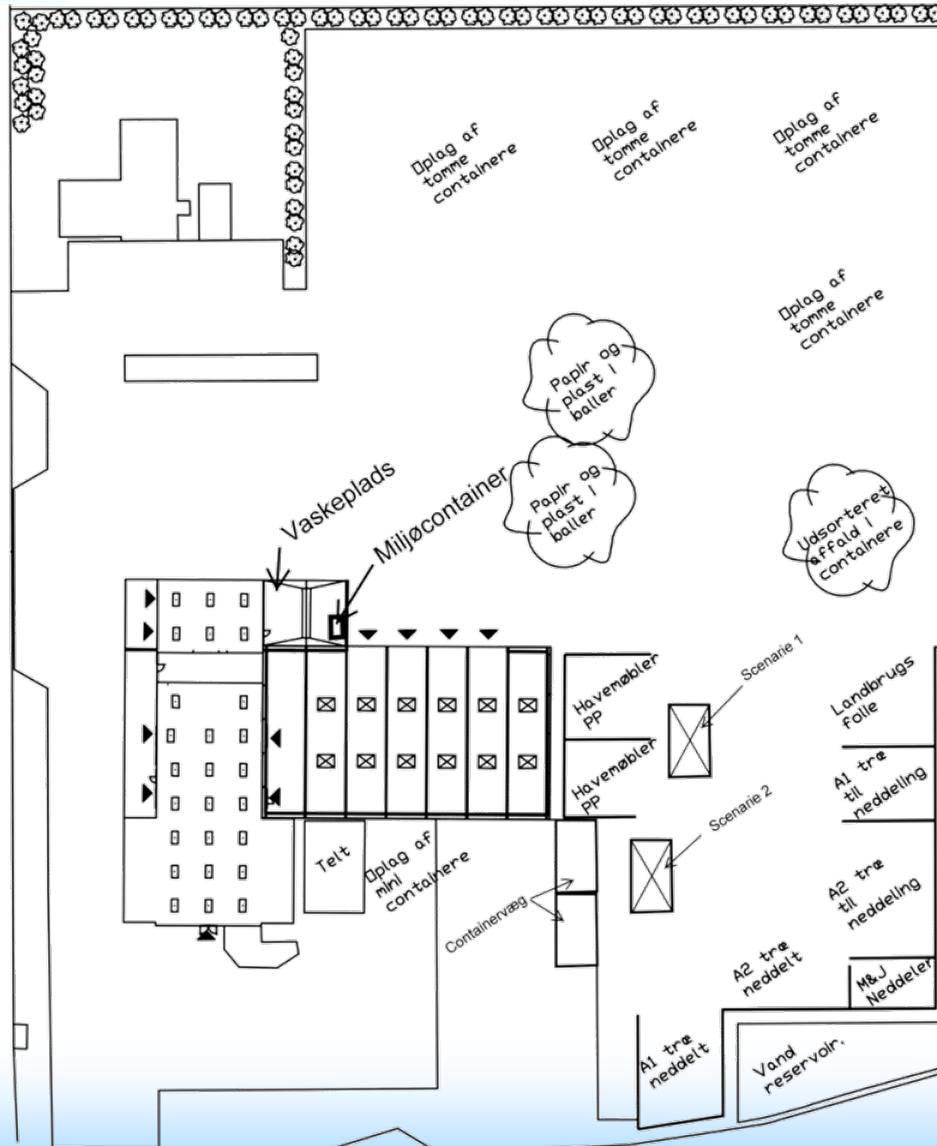 Oplag af
tomme
containere
Oplag af
tomme
containere
Oplag af
tomme
containere
Oplag af
tomme
containere
Papir og
plast i
baller
Papir og
plast i
baller
Udsorteret
affald i
containere
Vaskeplads
Miljøcontainer
Havemøbler
PP
Havemøbler
PP
Scenarie 1
Scenarie 2
Landbrugs
folie
A1 træ
til
neddeling
A2 træ
til
neddeling
Telt
Oplag af
mini
containere
Containervæg
A2 træ
neddelt
M&J
Neddeler
A1 træ
neddelt
Vand
reservoir.